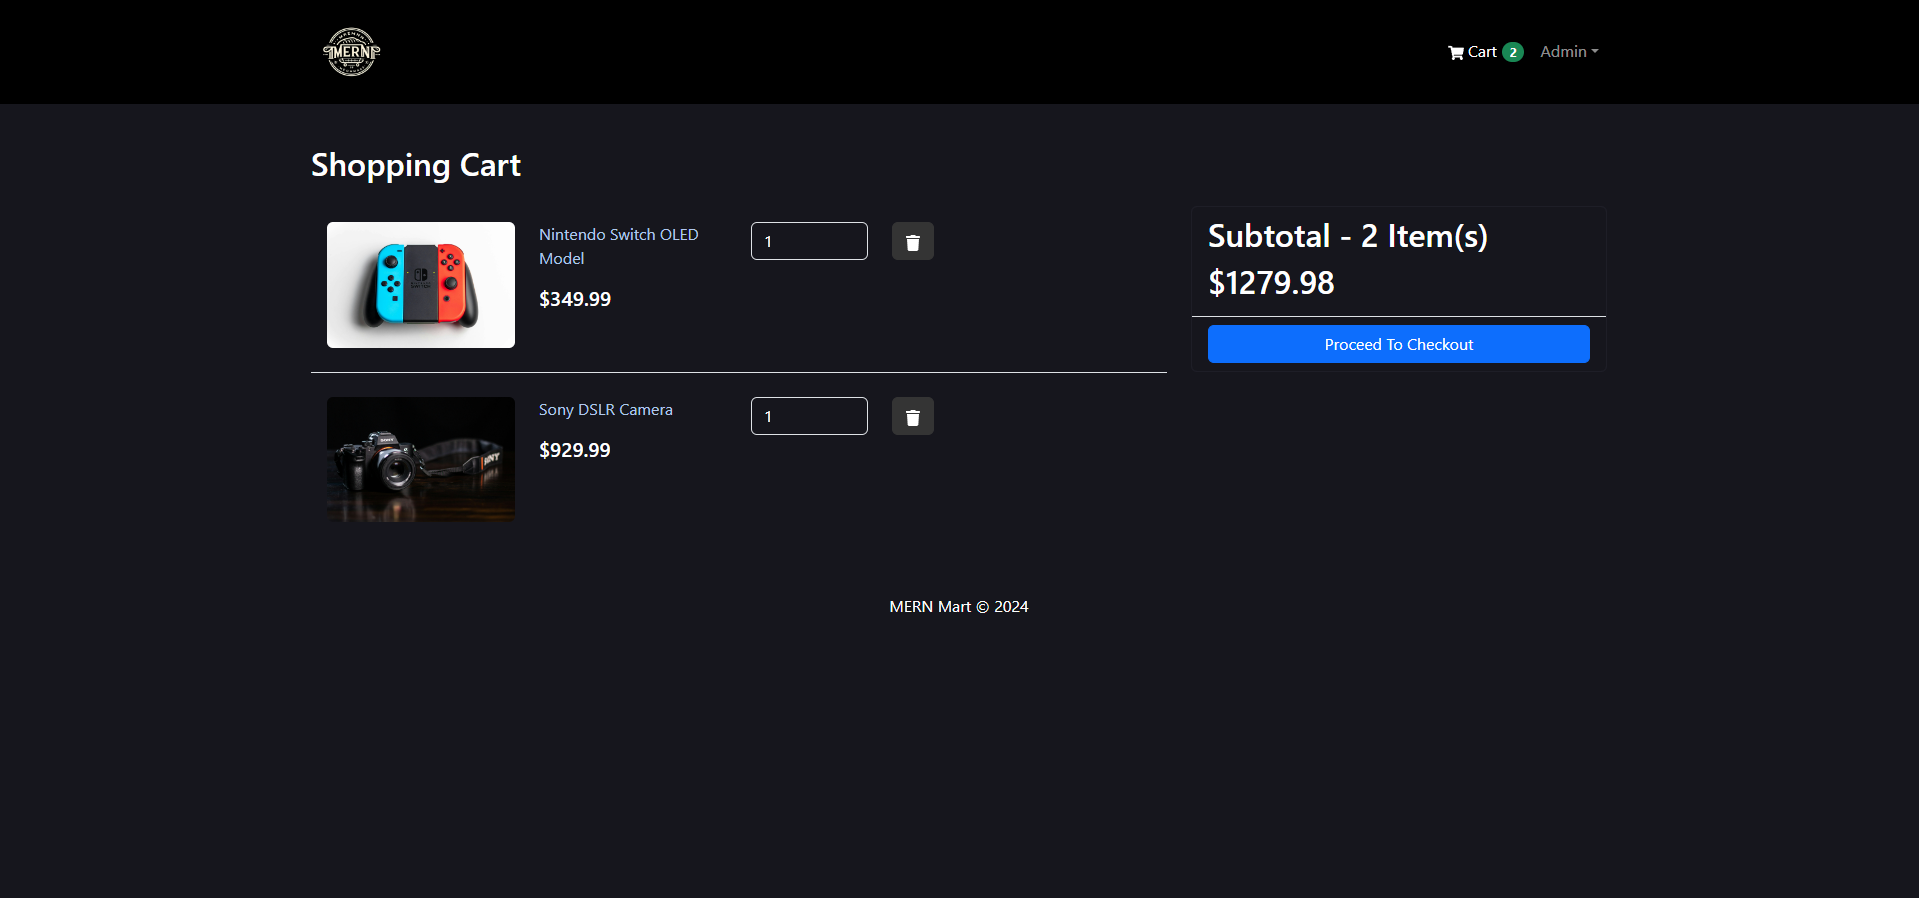 MERN
Cart 2 Admin
Shopping Cart
Nintendo Switch OLED
Model
$349.99
1
Subtotal - 2 Item(s)
$1279.98
Proceed To Checkout
SONY
Sony DSLR Camera
$929.99
1
MERN Mart © 2024